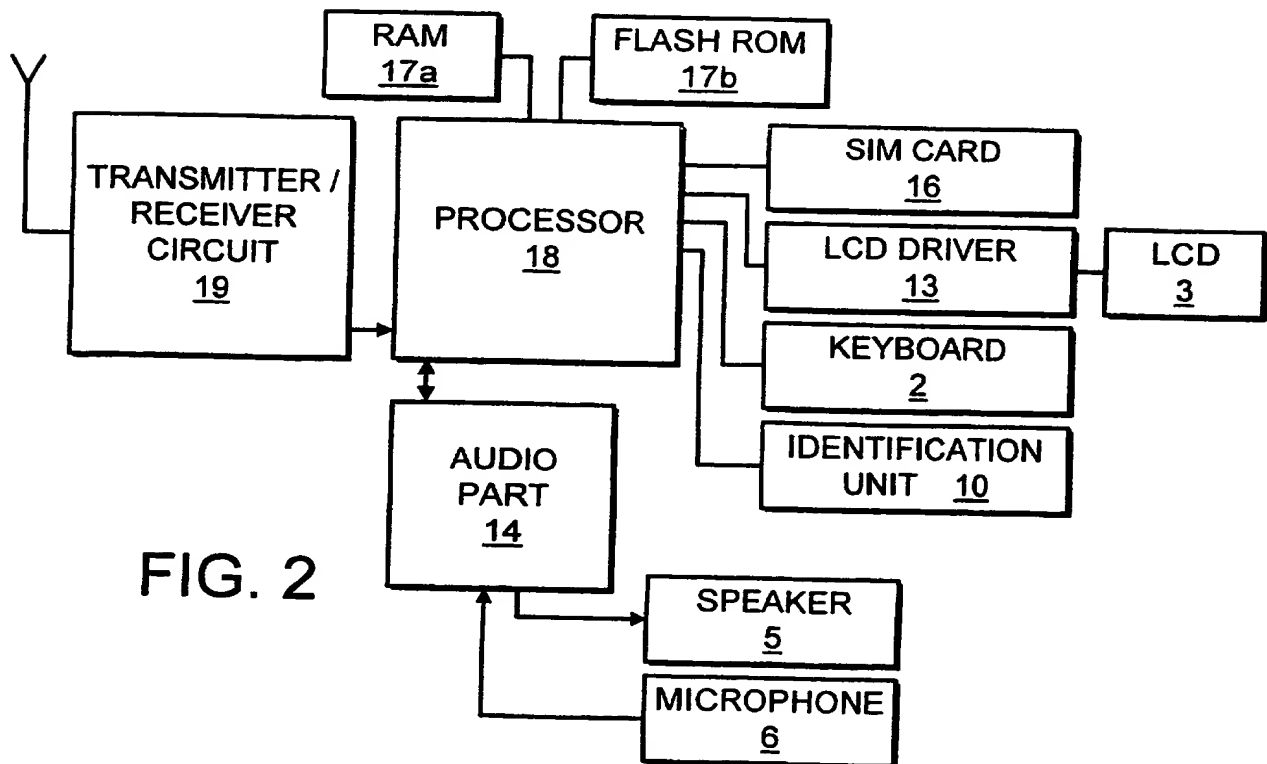 RAM
17a
FLASH ROM
17b
TRANSMITTER /
RECEIVER
CIRCUIT
19
PROCESSOR
18
SIM CARD
16
LCD DRIVER
13
LCD
3
KEYBOARD
2
IDENTIFICATION
UNIT 10
AUDIO
PART
14
FIG. 2
SPEAKER
5
MICROPHONE
6